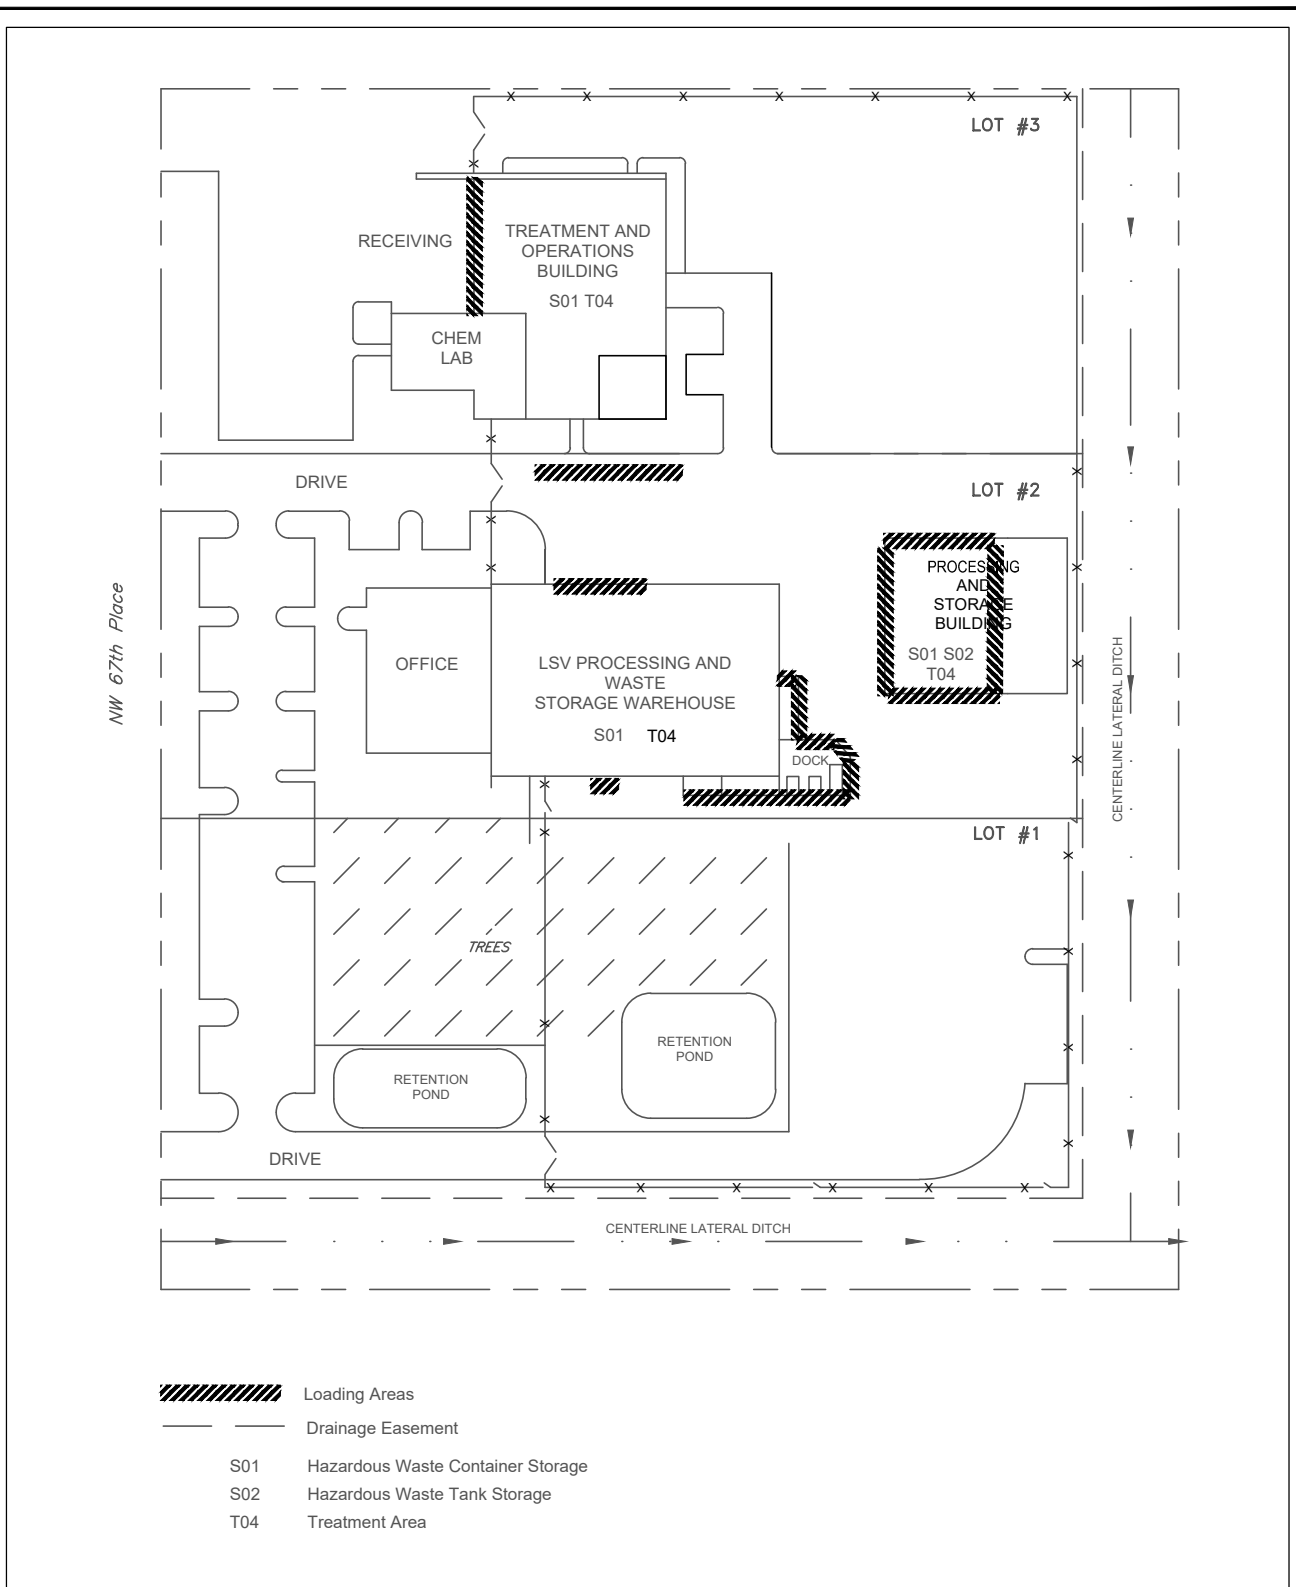 LOT #3
RECEIVING
TREATMENT AND
OPERATIONS
BUILDING
S01 T04
CHEM
LAB
DRIVE
LOT #2
NW 67th Place
PROCESSING
AND
STORAGE
BUILDING
S01 S02
T04
OFFICE
LSV PROCESSING AND
WASTE
STORAGE WAREHOUSE
S01 T04
DOCK
CENTERLINE LATERAL DITCH
LOT #1
TREES
RETENTION
POND
RETENTION
POND
DRIVE
CENTERLINE LATERAL DITCH
Loading Areas
Drainage Easement
S01 Hazardous Waste Container Storage
S02 Hazardous Waste Tank Storage
T04 Treatment Area